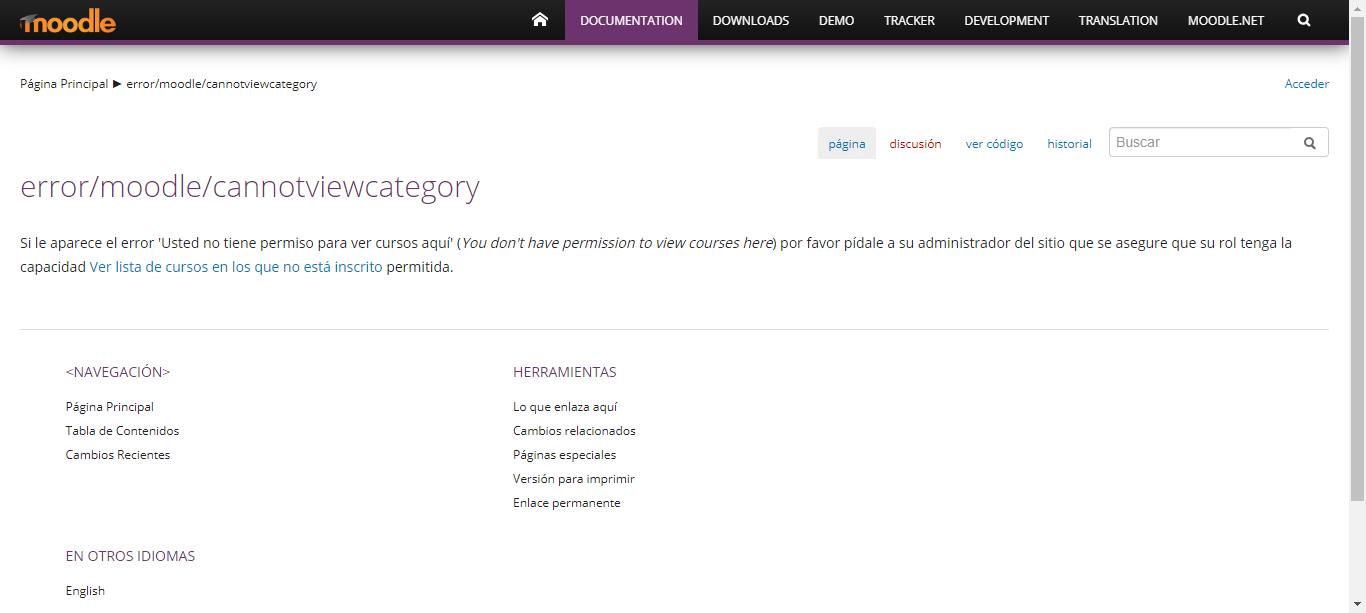 moodle
DOCUMENTATION DOWNLOADS DEMO TRACKER DEVELOPMENT TRANSLATION MOODLE.NET
Página Principal ► error/moodle/cannotviewcategory
Acceder
página discusión ver código historial Buscar
error/moodle/cannotviewcategory
Si le aparece el error 'Usted no tiene permiso para ver cursos aquí' (You don't have permission to view courses here) por favor pídale a su administrador del sitio que se asegure que su rol tenga la
capacidad Ver lista de cursos en los que no está inscrito permitida.
<NAVEGACIÓN>
Página Principal
Tabla de Contenidos
Cambios Recientes
HERRAMIENTAS
Lo que enlaza aquí
Cambios relacionados
Páginas especiales
Versión para imprimir
Enlace permanente
EN OTROS IDIOMAS
English